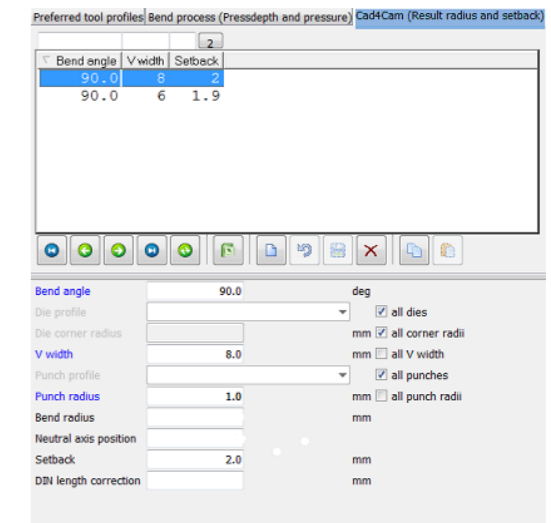 Preferred tool profiles Bend process (Pressdepth and pressure) Cad4Cam (Result radius and setback)
2
Bend angle V width Setback
90.0 8 2
90.0 6 1.9
Bend angle 90.0 deg
Die profile all dies
Die corner radius mm all corner radii
V width 8.0 mm all V width
Punch profile all punches
Punch radius 1.0 mm all punch radii
Bend radius mm
Neutral axis position
Setback 2.0 mm
DIN length correction mm